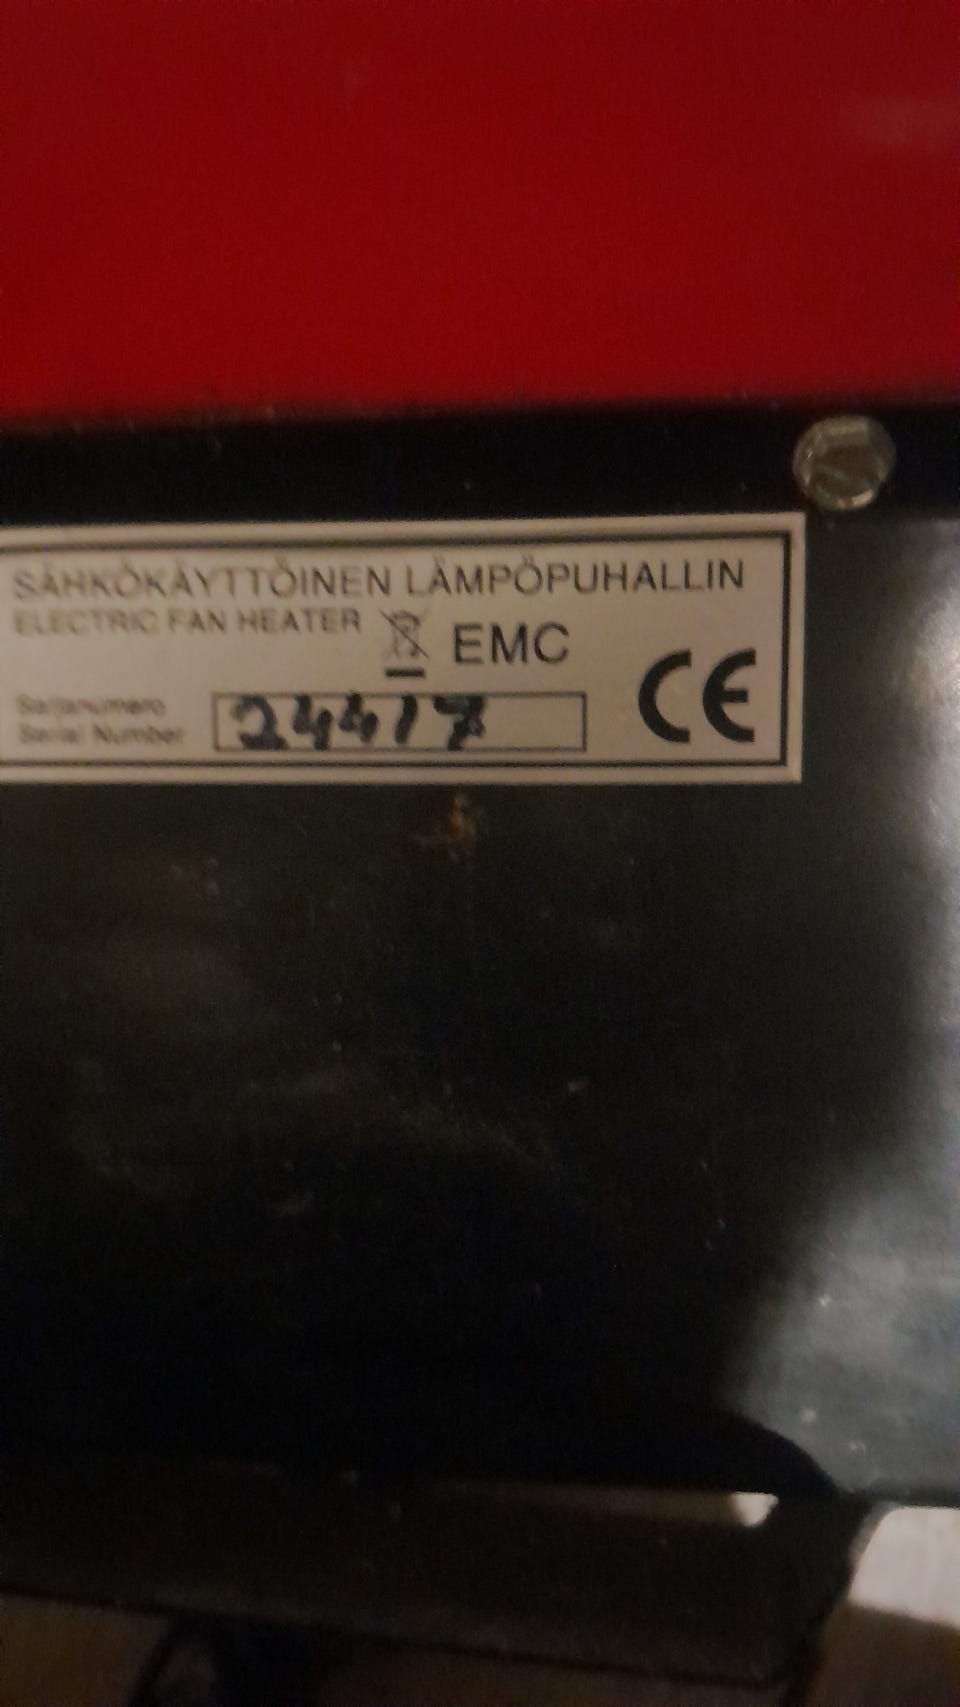 SÄHKÖKÄYTTÖINEN LÄMPÖPUHALLIN
ELECTRIC FAN HEATER
EMC
CE
Sarjanumero
Serial Number
24417